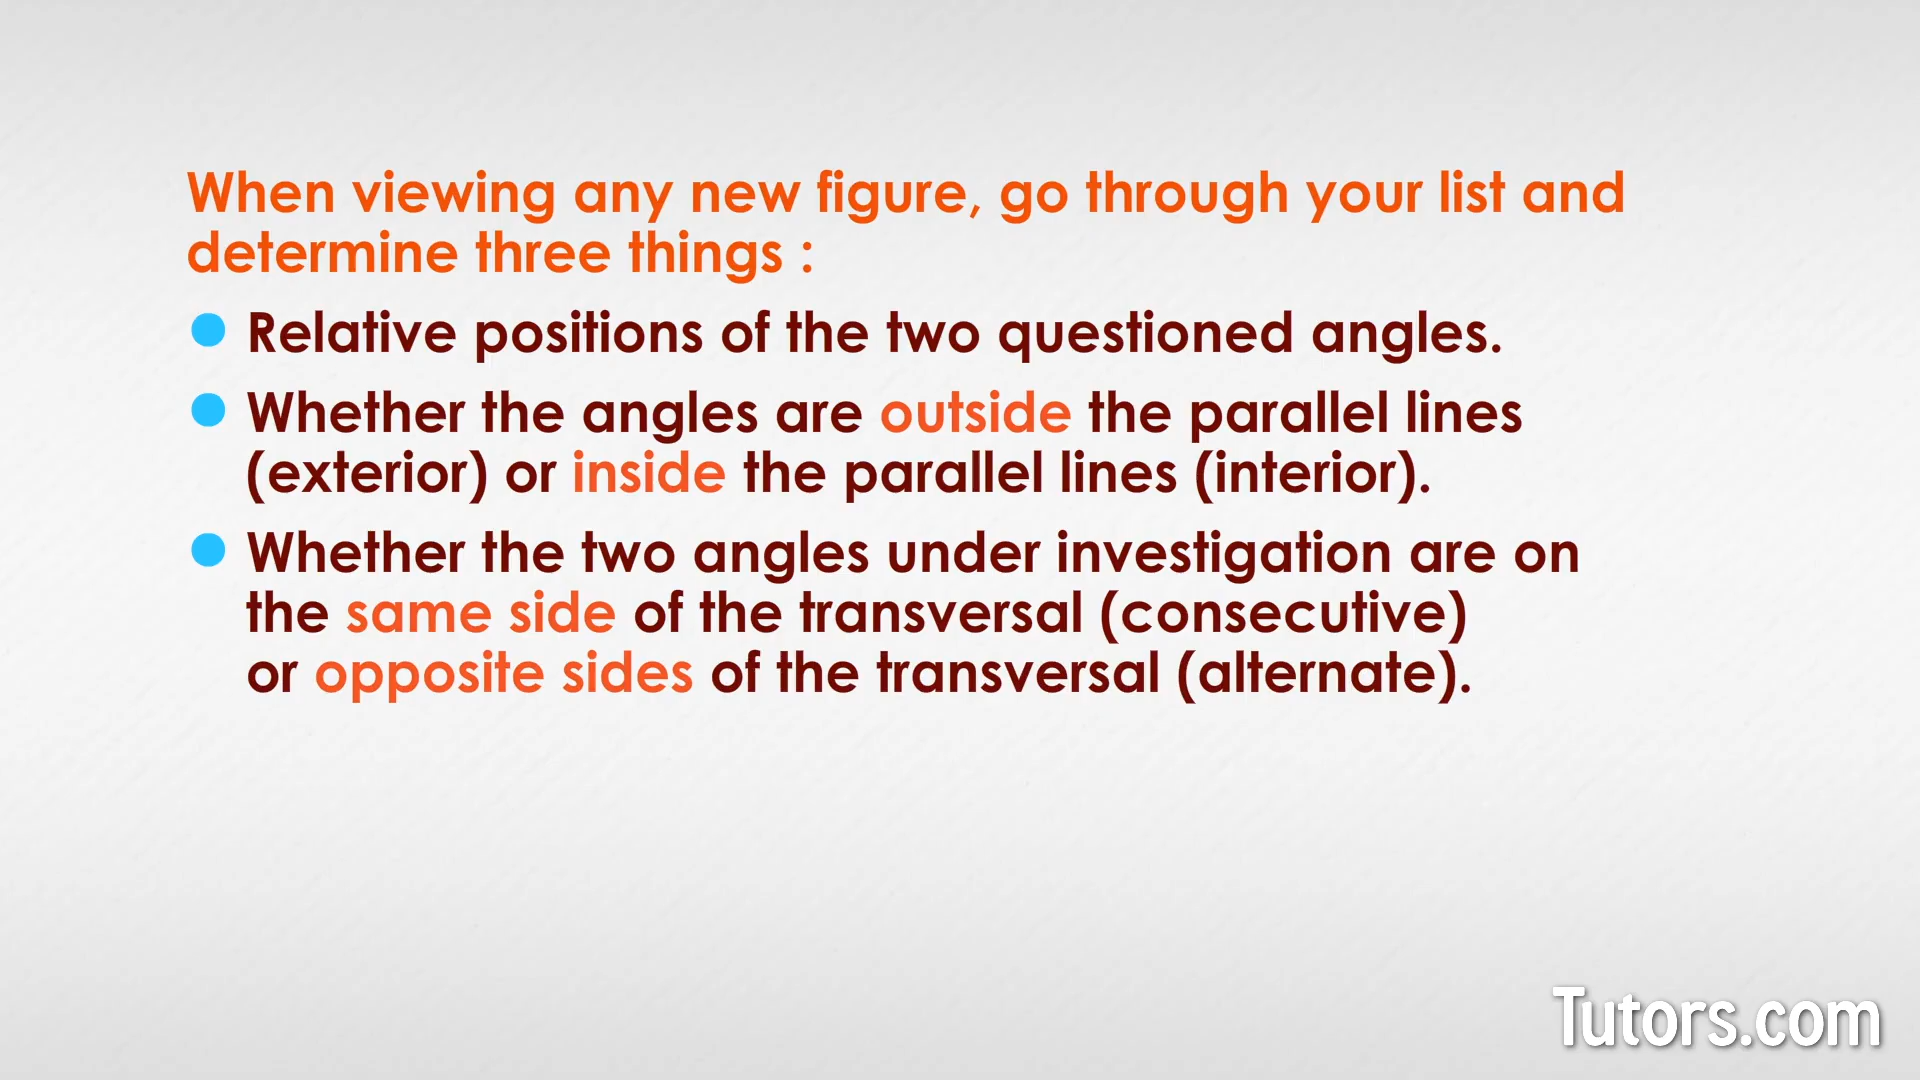 When viewing any new figure, go through your list and
determine three things :
Relative positions of the two questioned angles.
Whether the angles are outside the parallel lines
(exterior) or inside the parallel lines (interior).
Whether the two angles under investigation are on
the same side of the transversal (consecutive)
or opposite sides of the transversal (alternate).
Tutors.com